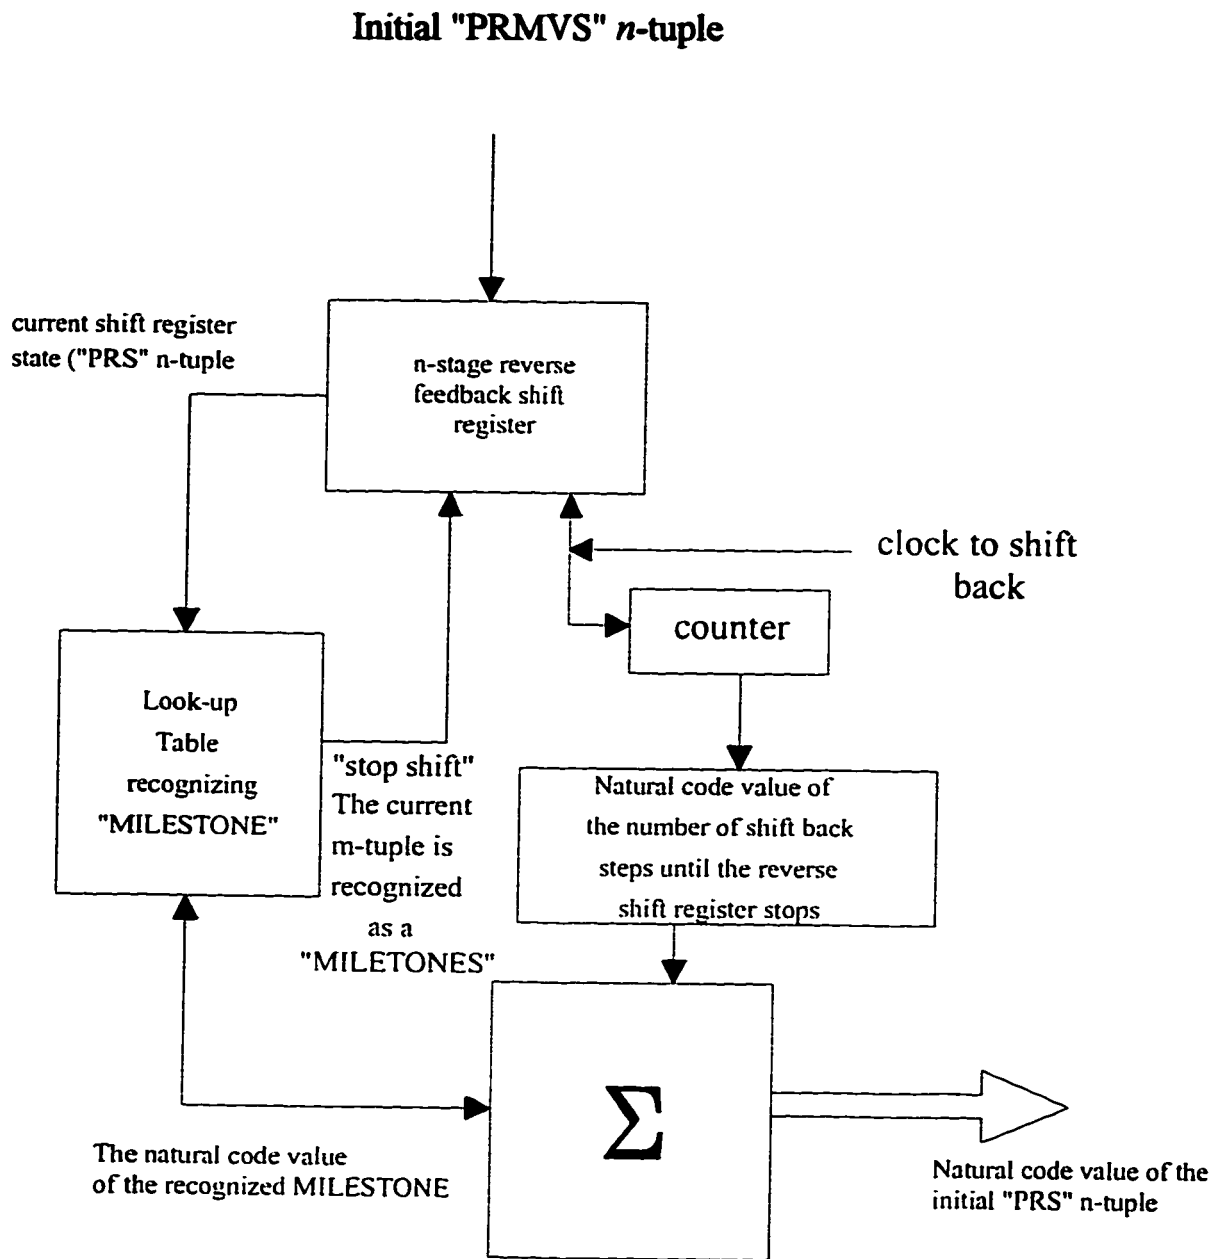 Initial "PRMVS" n-tuple
current shift register
state ("PRS" n-tuple
n-stage reverse
feedback shift
register
clock to shift
back
counter
Look-up
Table
recognizing
"MILESTONE"
"stop shift"
The current
m-tuple is
recognized
as a
"MILETONES"
Natural code value of
the number of shift back
steps until the reverse
shift register stops
Σ
The natural code value
of the recognized MILESTONE
Natural code value of the
initial "PRS" n-tuple